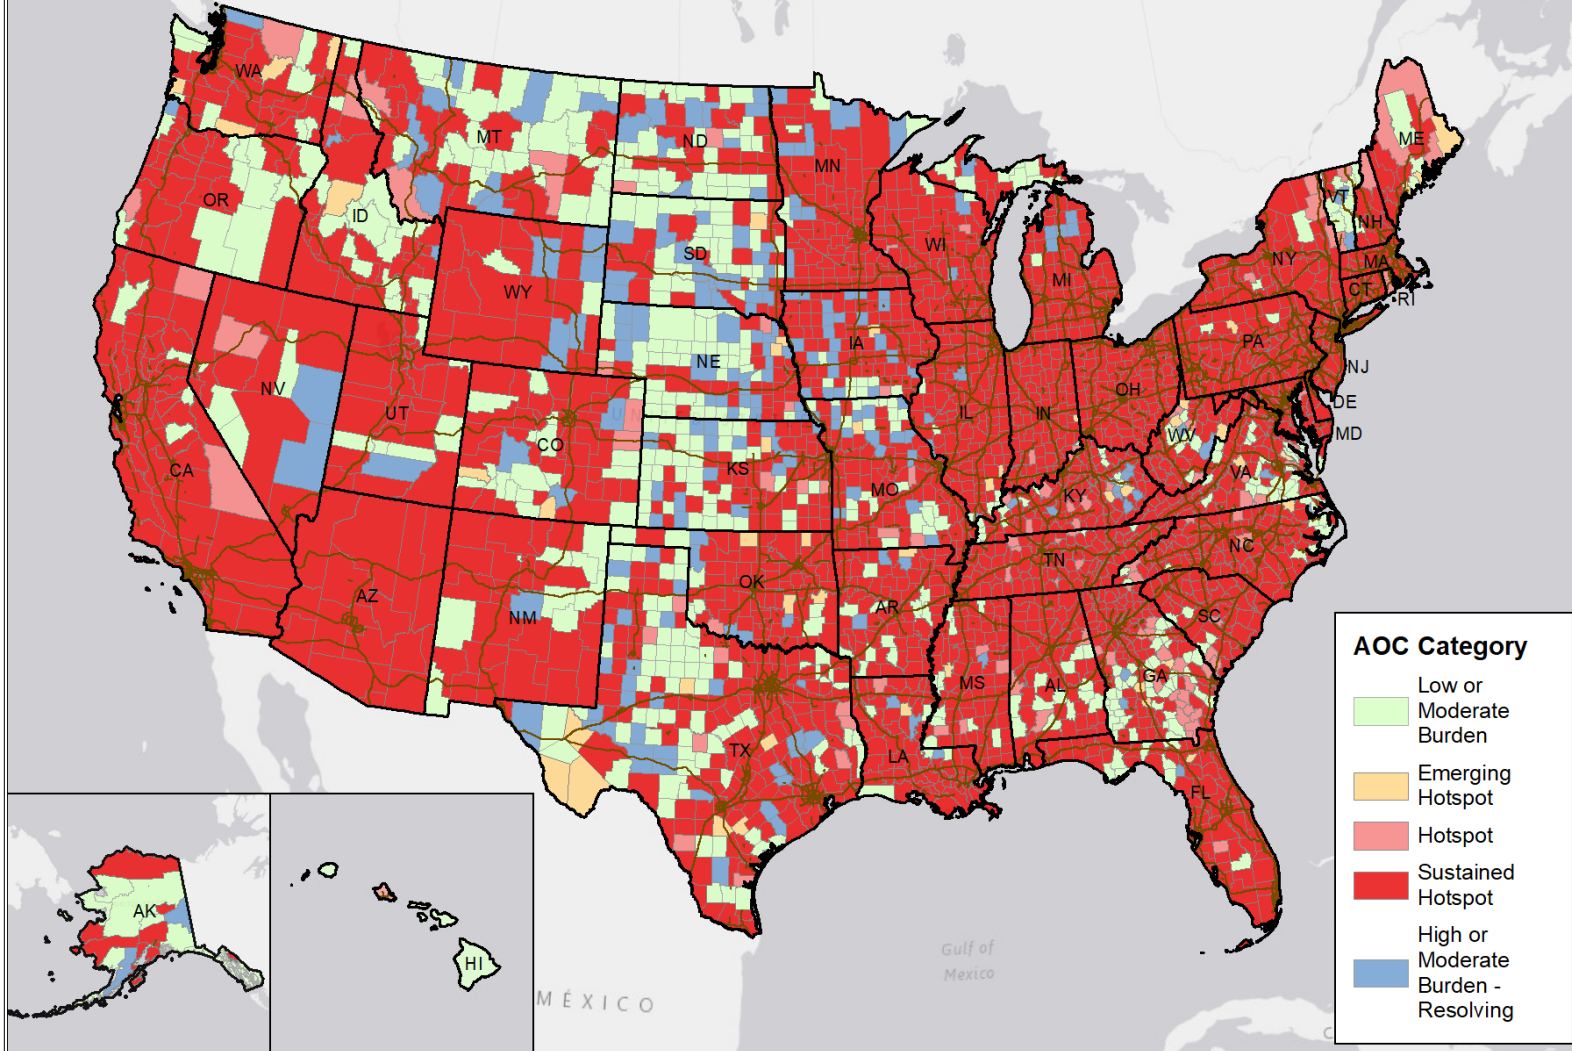 WA
MT
ND
MN
ME
OR
ID
SD
WI
MI
VT
NH
NY
MA
CT
RI
WY
IA
PA
NJ
NE
NV
UT
CO
IL
IN
OH
DE
MD
WV
CA
KS
MO
KY
VA
OK
TN
NC
AZ
NM
AR
SC
MS
AL
GA
TX
LA
FL
AK
HI
MÉXICO
Gulf of
Mexico
AOC Category
Low or
Moderate
Burden
Emerging
Hotspot
Hotspot
Sustained
Hotspot
High or
Moderate
Burden -
Resolving